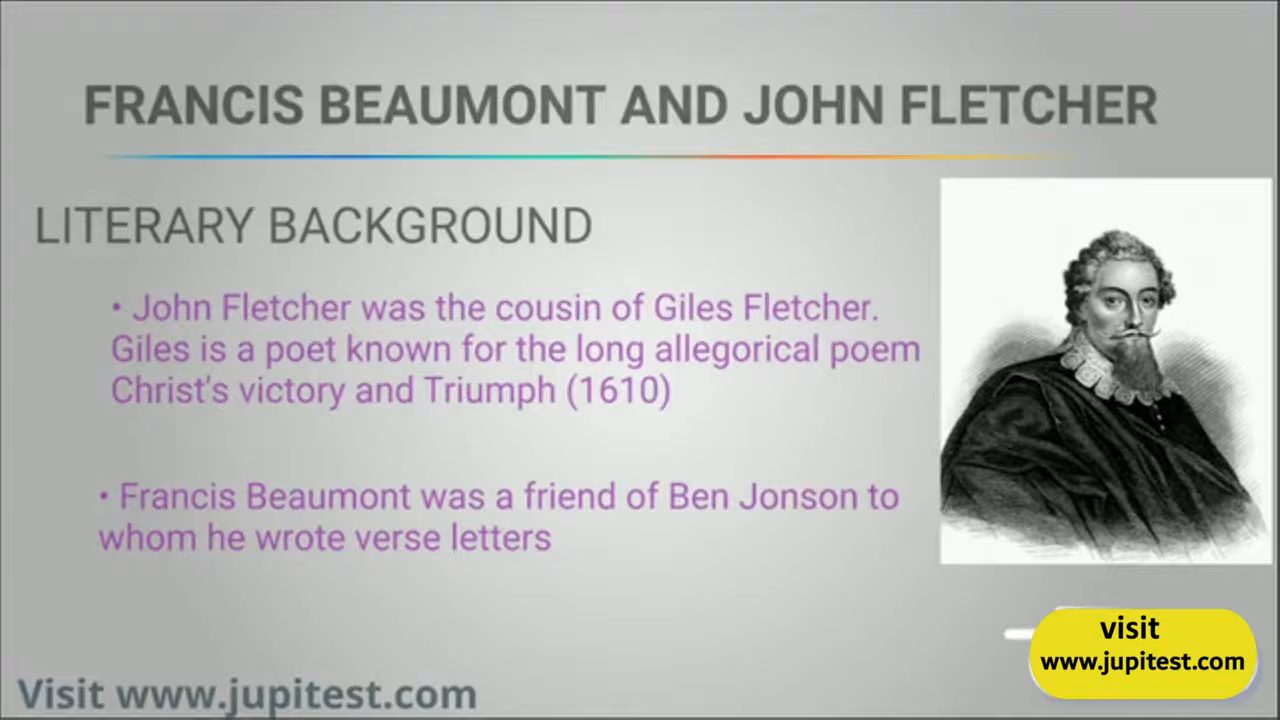 FRANCIS BEAUMONT AND JOHN FLETCHER
LITERARY BACKGROUND
• John Fletcher was the cousin of Giles Fletcher.
Giles is a poet known for the long allegorical poem
Christ's victory and Triumph (1610)
• Francis Beaumont was a friend of Ben Jonson to
whom he wrote verse letters
visit
www.jupitest.com
Visit www.jupitest.com